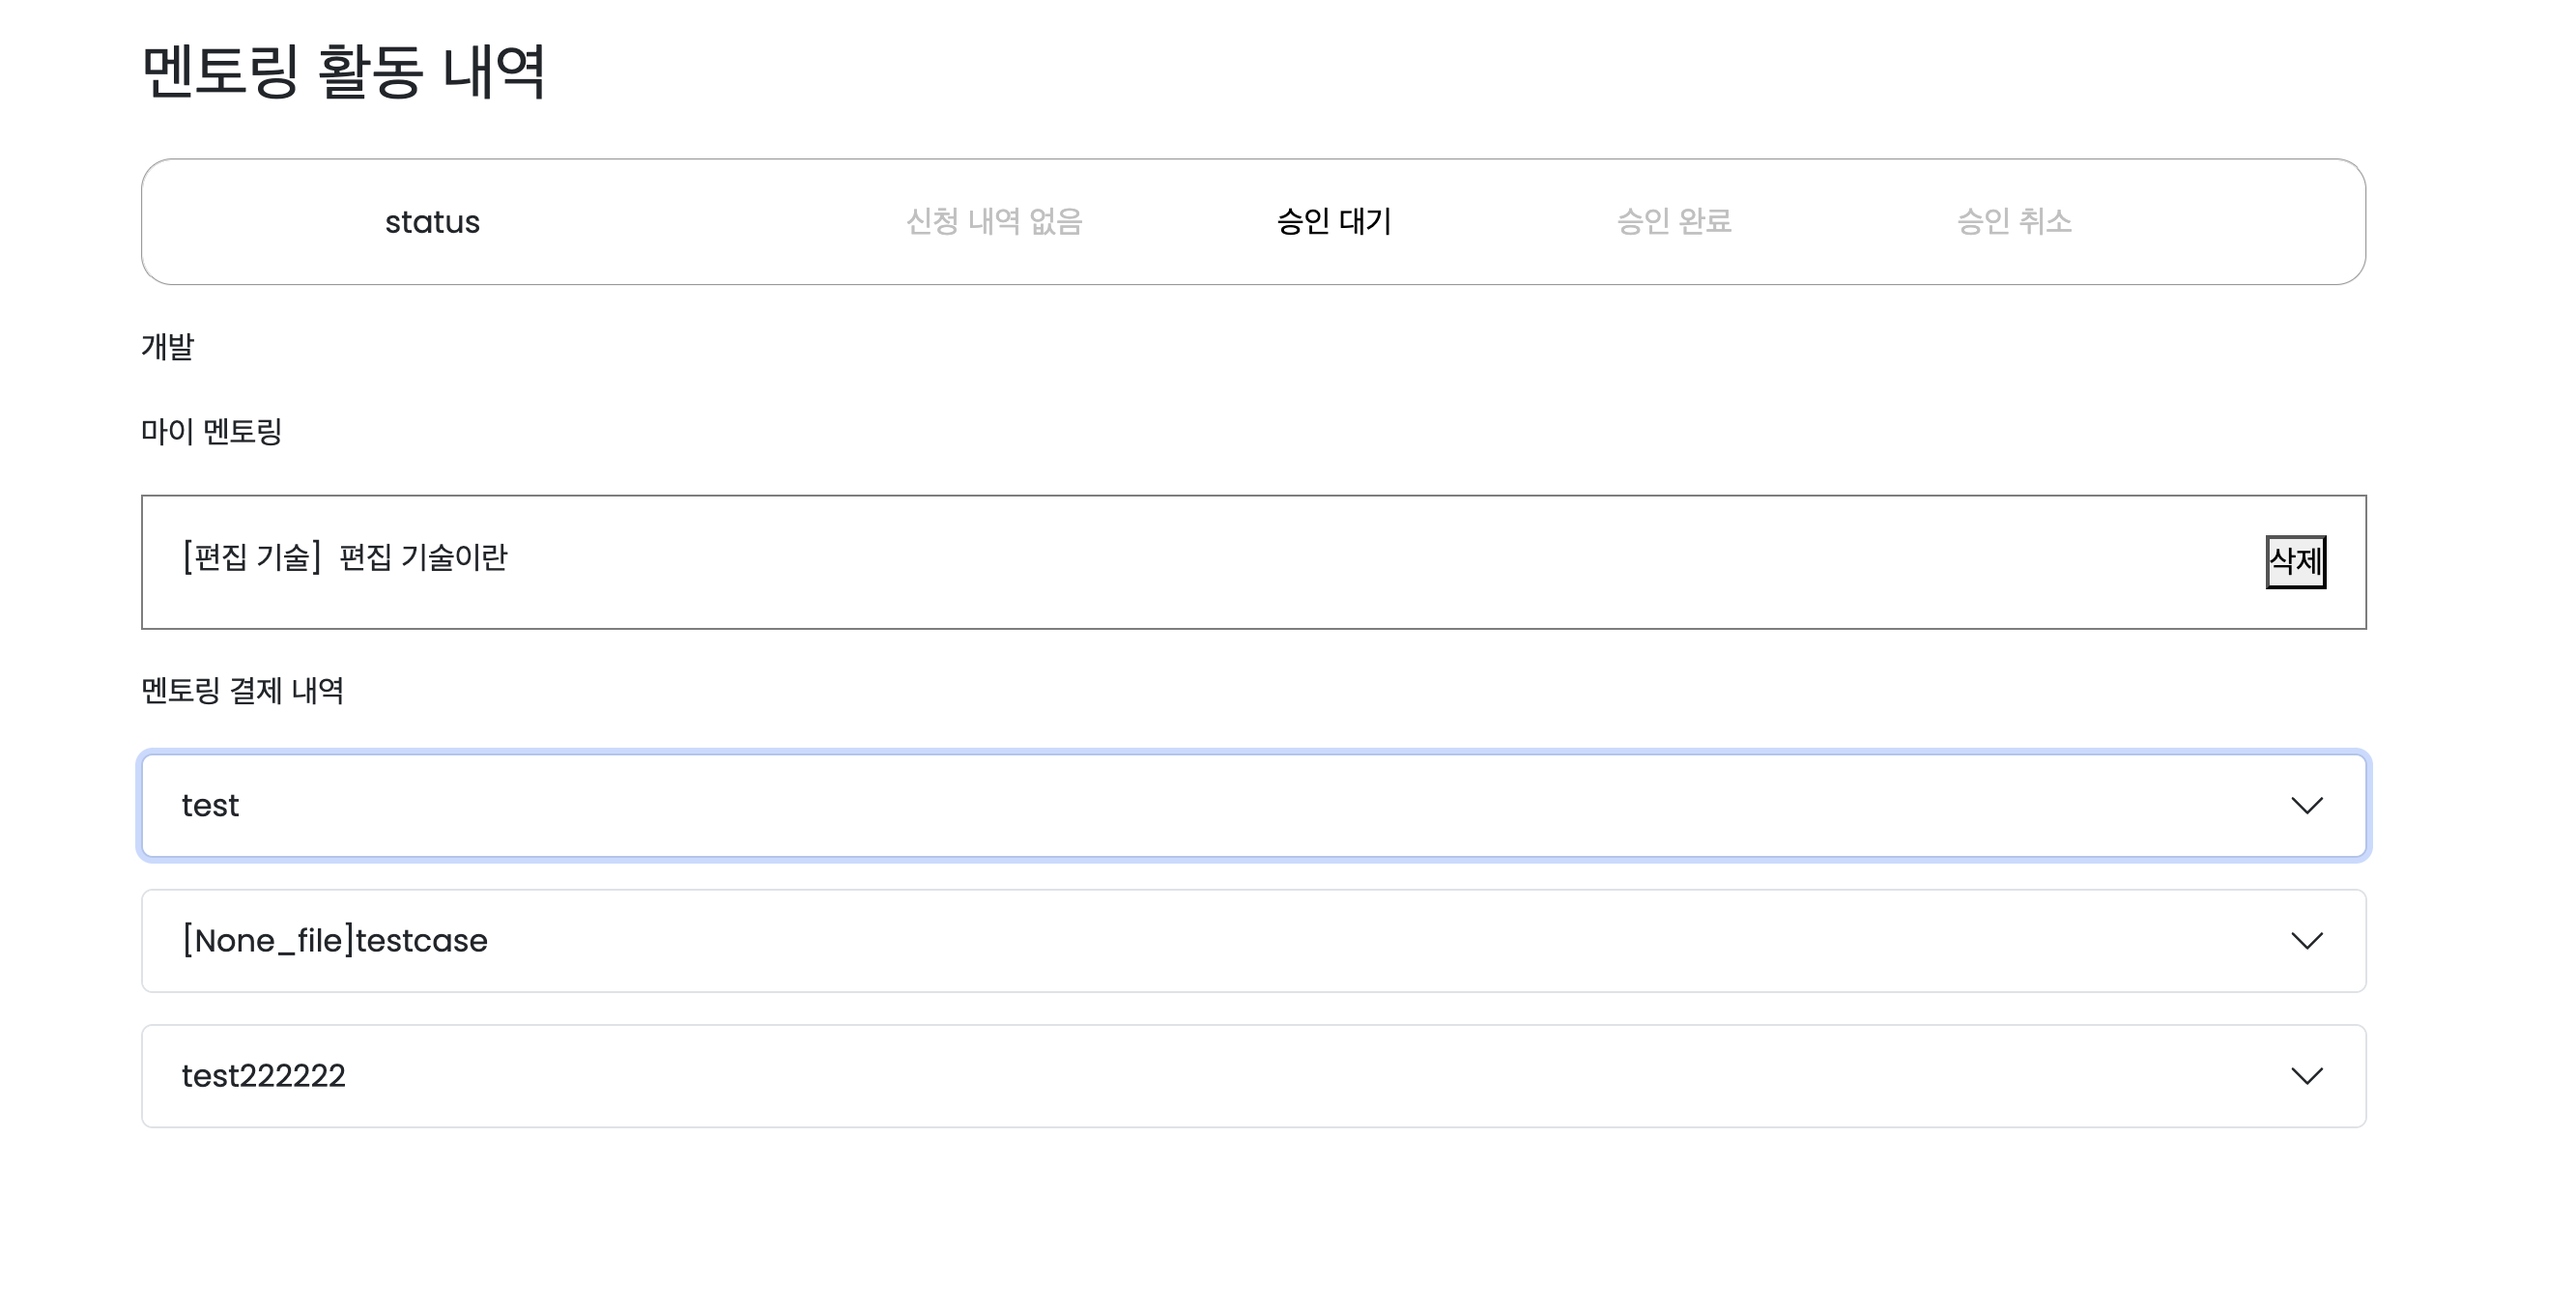 멘토링 활동 내역
status 신청 내역 없음 승인 대기 승인 완료 승인 취소
개발
마이 멘토링
[편집 기술] 편집 기술이란 삭제
멘토링 결제 내역
test
[None_file]testcase
test222222